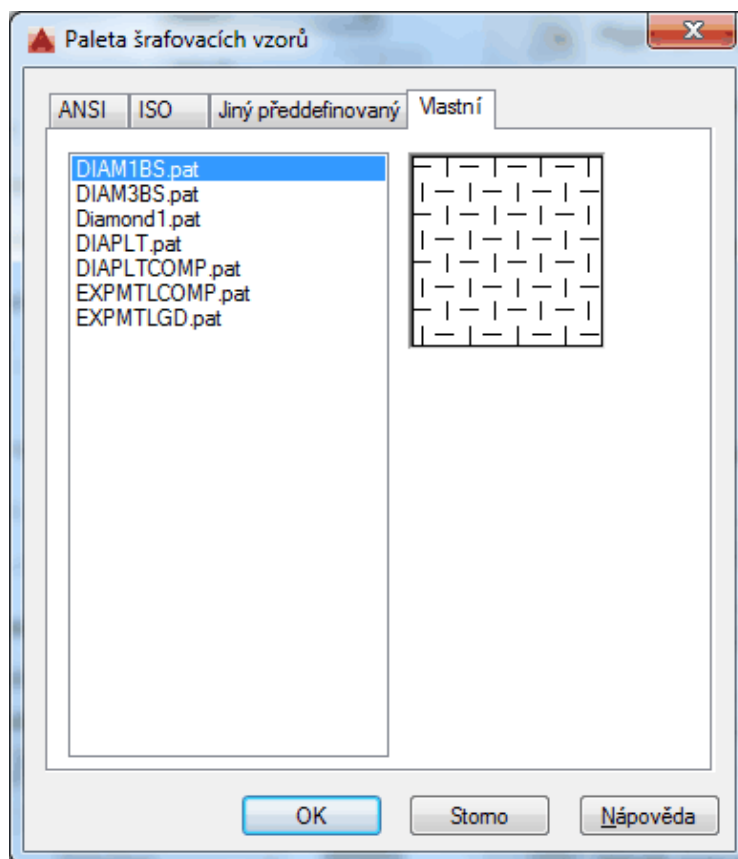 Paleta šrafovacích vzorů
ANSI ISO Jiný předdefinovaný Vlastní
DIAM1BS.pat
DIAM3BS.pat
Diamond1.pat
DIAPLT.pat
DIAPLTCOMP.pat
EXPMTLCOMP.pat
EXPMTLGD.pat
OK Storno Nápověda